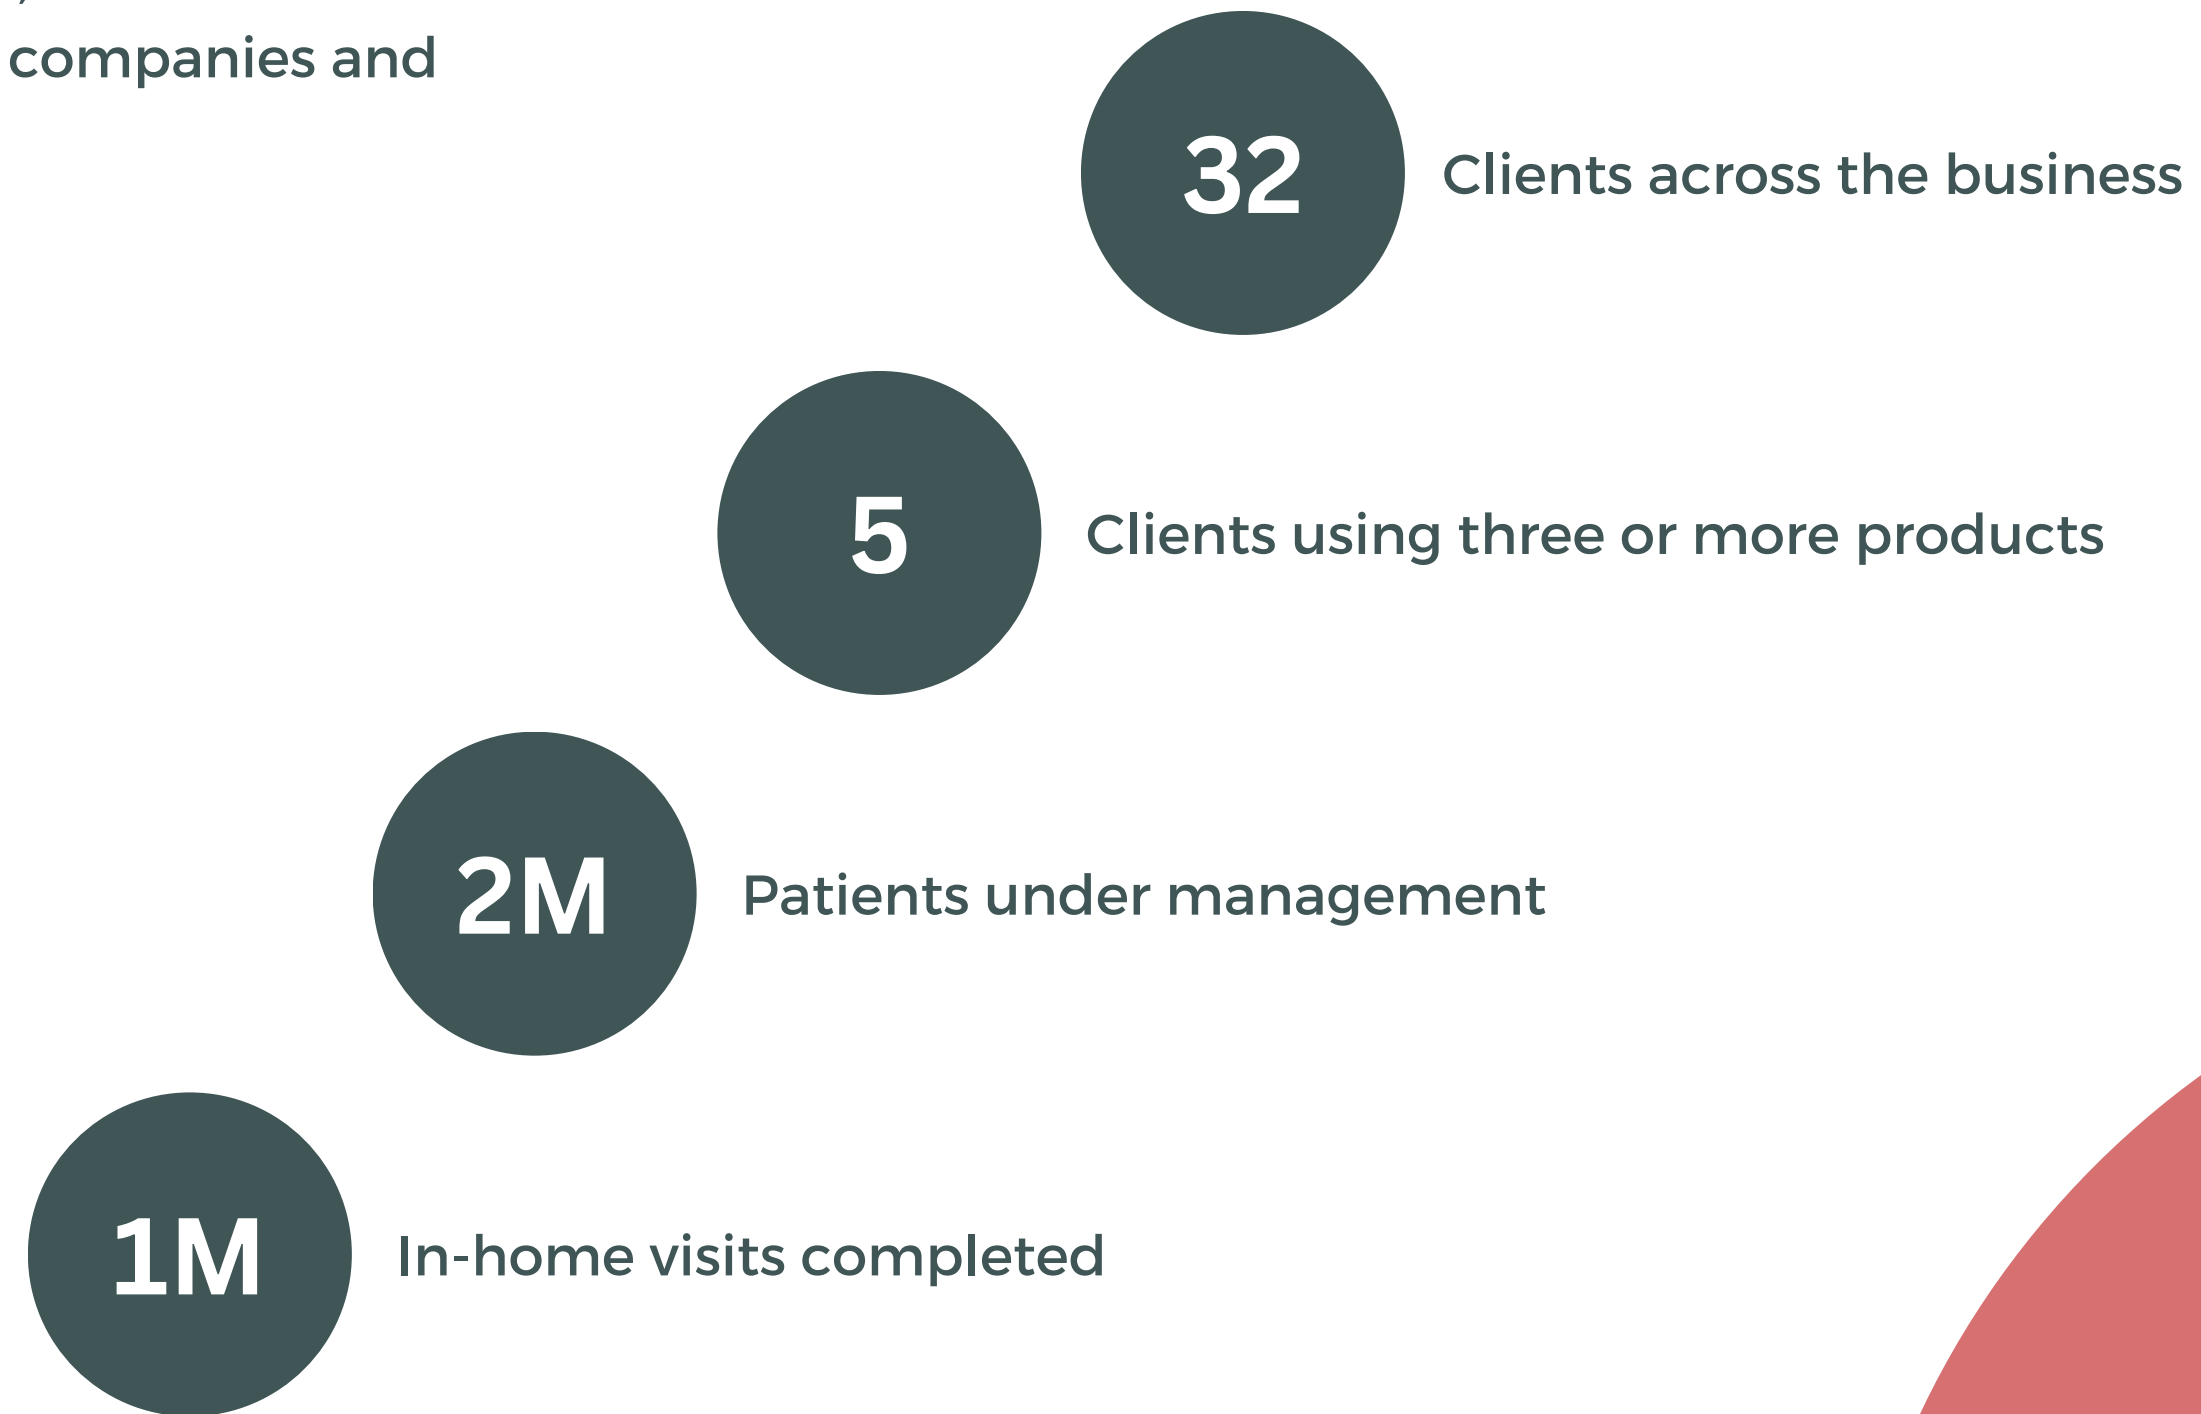 companies and
32
Clients across the business
5
Clients using three or more products
2M
Patients under management
1M
In-home visits completed